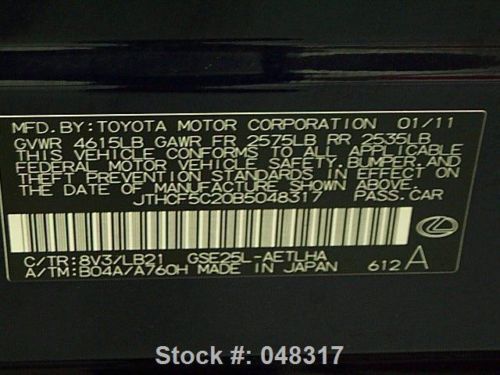 MFD.BY:TOYOTA MOTOR CORPORATION 01/11
GVWR 4615LB GAWR FR 2575LB RR 2535LB
THIS VEHICLE CONFORMS TO ALL APPLICABLE
FEDERAL MOTOR VEHICLE SAFETY,BUMPER,AND
THEFT PREVENTION STANDARDS IN EFFECT ON
THE DATE OF MANUFACTURE SHOWN ABOVE.
JTHCF5C20B5048317 PASS.CAR
C/TR:8V3/LB21 GSE25L-AETLHA
A/TM:B04A/A760H MADE IN JAPAN 612A
Stock #: 048317